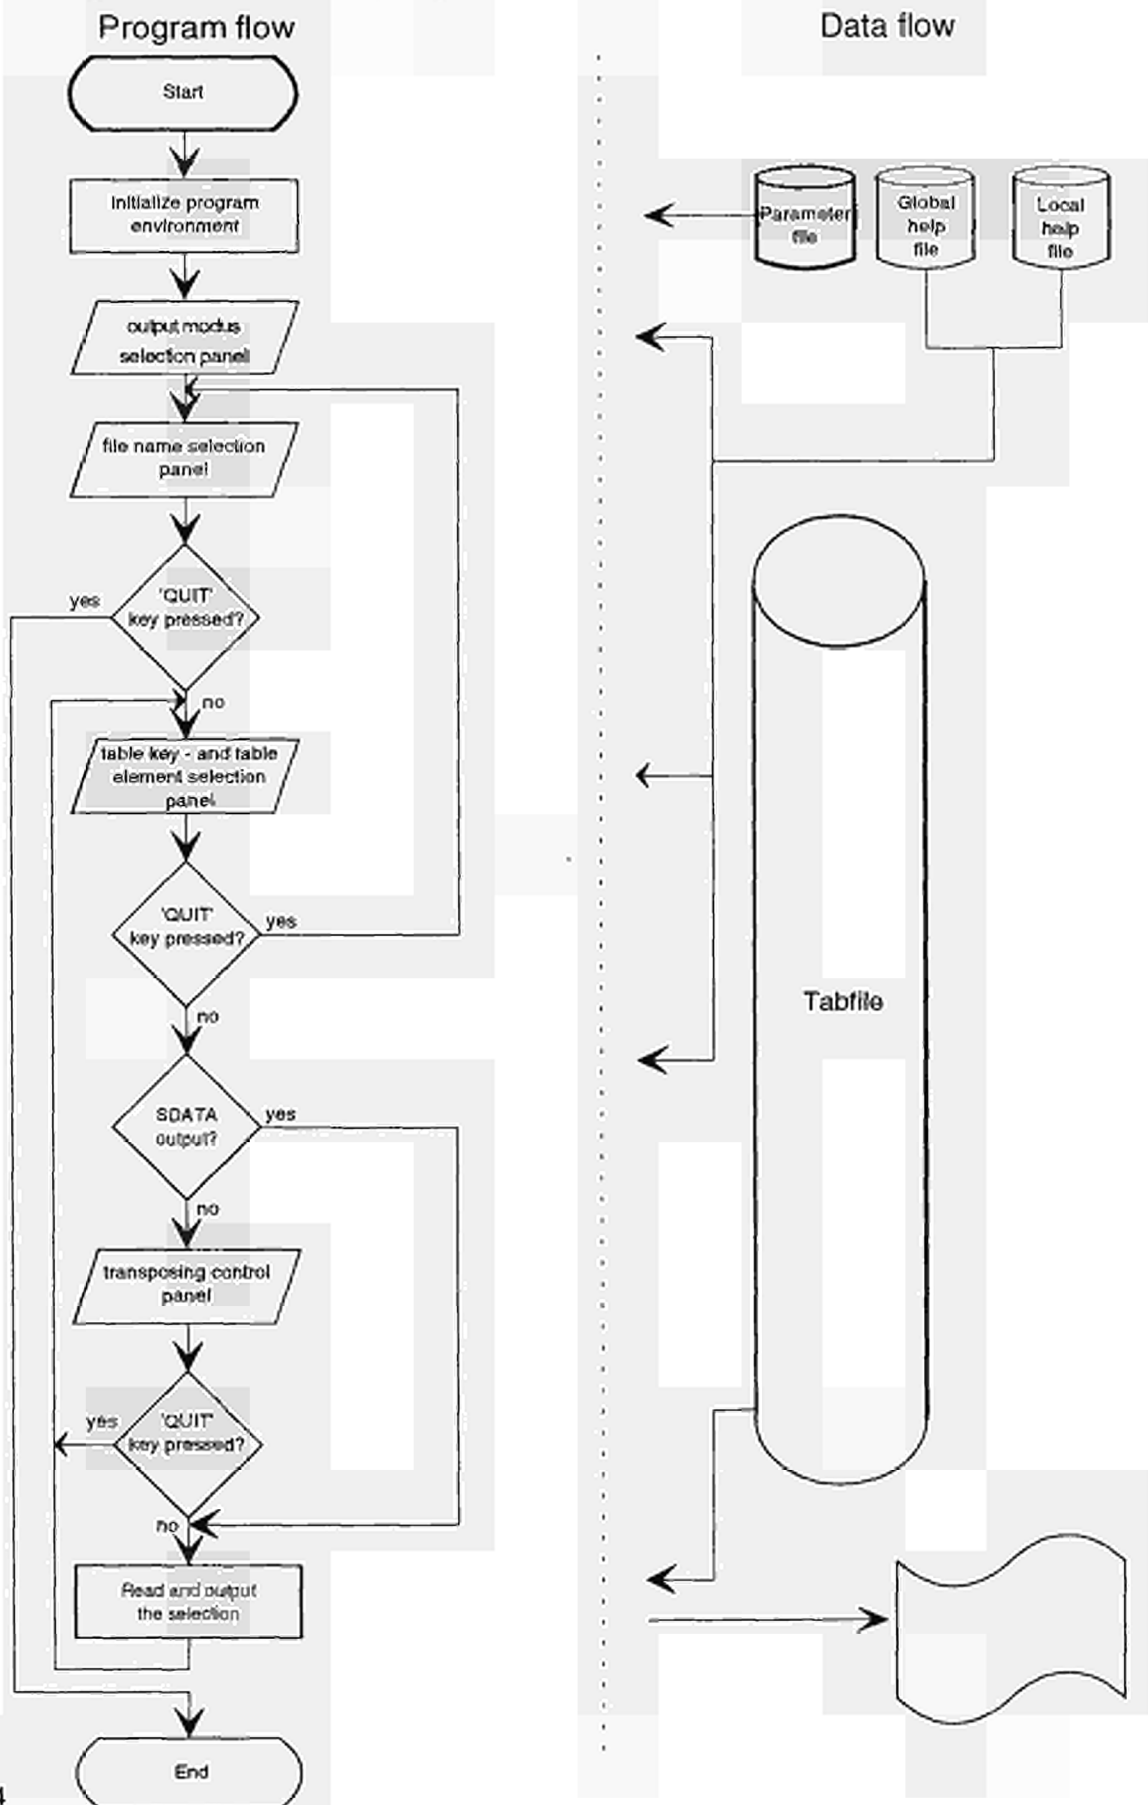 Program flow
Start
Initialize program
environment
output modus
selection panel
file name selection
panel
'QUIT'
key pressed?
yes
no
table key - and table
element selection
panel
'QUIT'
key pressed?
yes
no
SDATA
output?
yes
no
transposing control
panel
'QUIT'
key pressed?
yes
no
Read and output
the selection
End
4
Data flow
Parameter
file
Global
help
file
Local
help
file
Tabfile